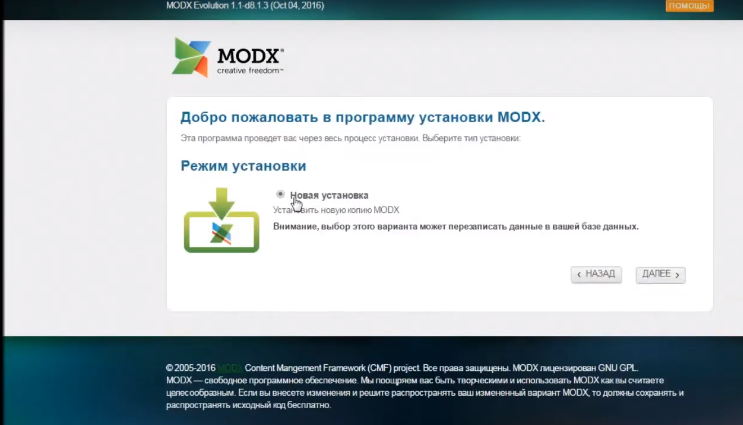 MODX Evolution 1.1-d8.1.3 (Oct 04, 2016)
ПОМОЩЬ!
MODX®
creative freedom™
Добро пожаловать в программу установки MODX.
Эта программа проведет вас через весь процесс установки. Выберите тип установки:
Режим установки
Новая установка
Установить новую копию MODX
Внимание, выбор этого варианта может перезаписать данные в вашей базе данных.
‹ НАЗАД
ДАЛЕЕ ›
© 2005-2016 MODX Content Mangement Framework (CMF) project. Все права защищены. MODX лицензирован GNU GPL.
MODX — свободное программное обеспечение. Мы поощряем вас быть творческими и использовать MODX как вы считаете
целесообразным. Если вы внесете изменения и решите распространять ваш измененный вариант MODX, то должны сохранять и
распространять исходный код бесплатно.